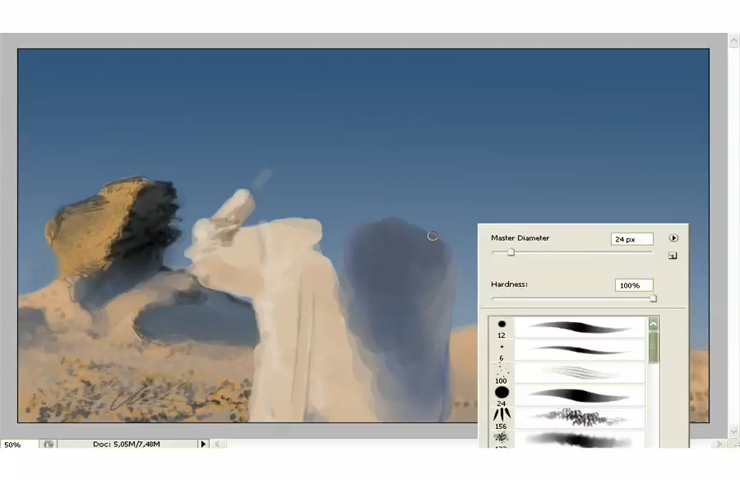 Master Diameter
24 px
Hardness:
100%
12
6
100
24
156
50%
Doc: 5,05M/7,48M